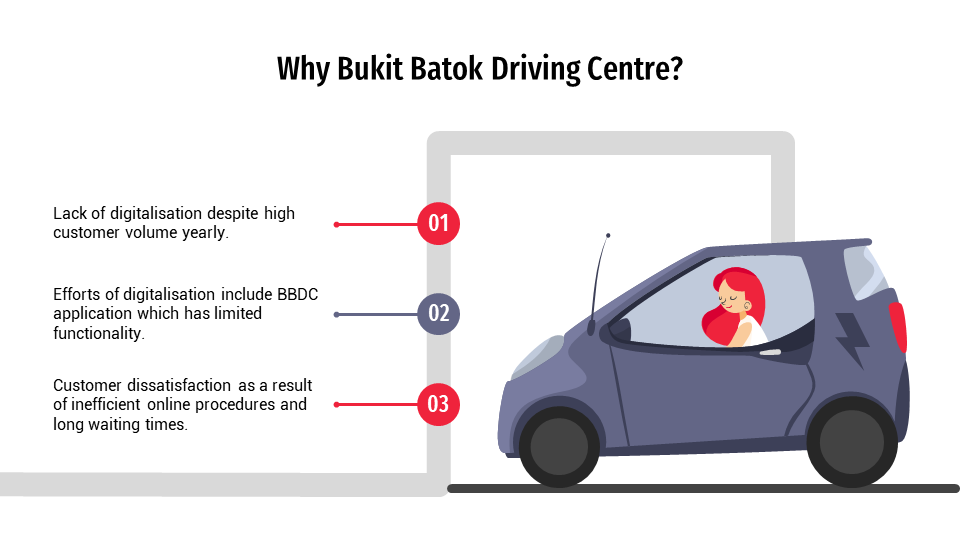 Why Bukit Batok Driving Centre?
Lack of digitalisation despite high
customer volume yearly.
01
Efforts of digitalisation include BBDC
application which has limited
functionality.
02
Customer dissatisfaction as a result
of inefficient online procedures and
long waiting times.
03